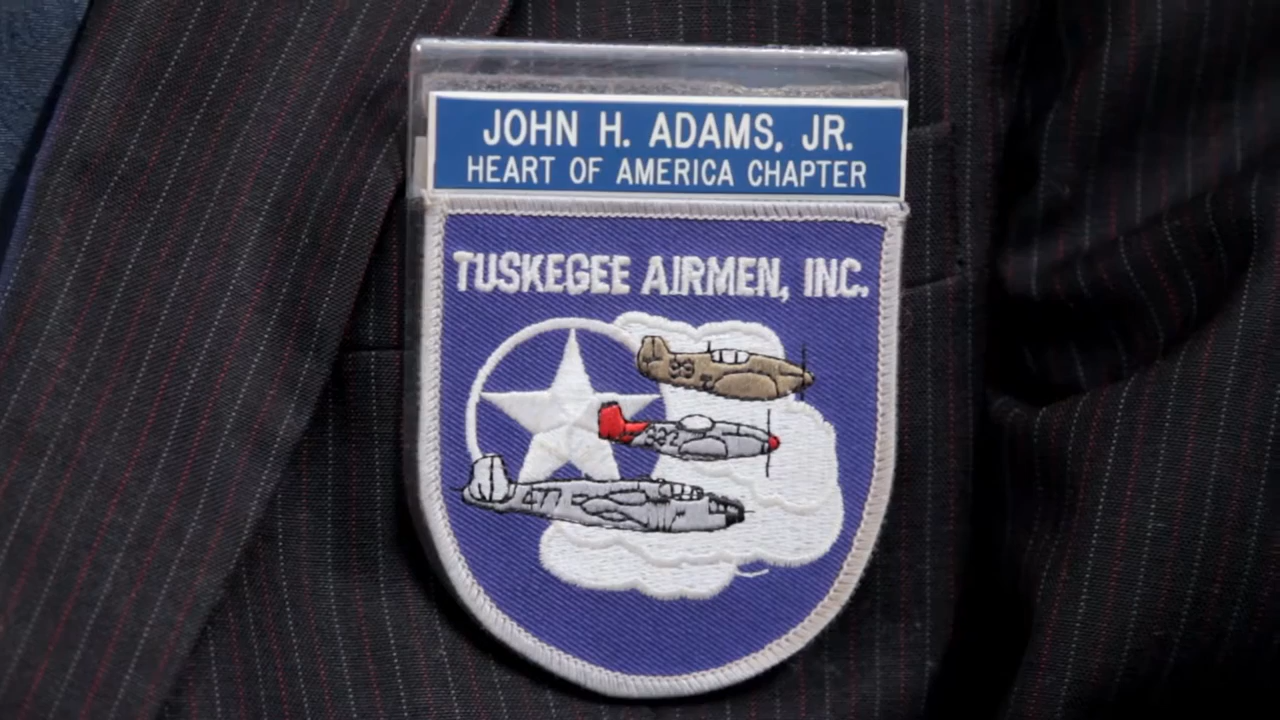 JOHN H. ADAMS, JR.
HEART OF AMERICA CHAPTER
TUSKEGEE AIRMEN, INC.
99
332
477